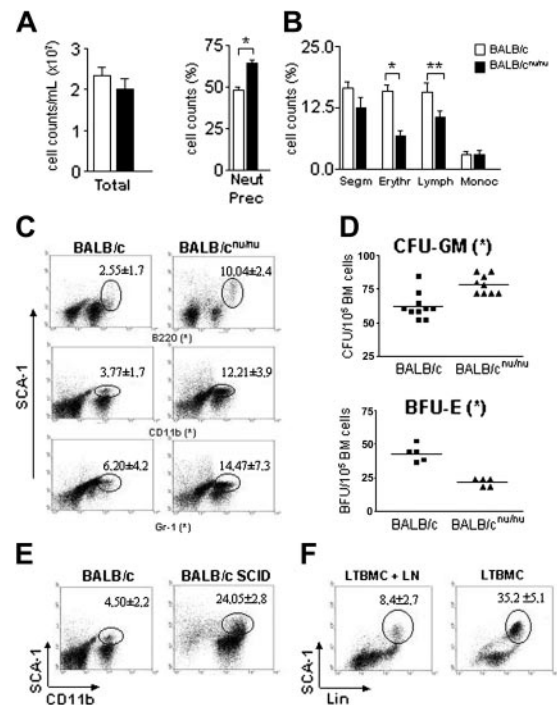 A
cell counts/mL (x10⁷)
3
2
1
0
Total
cell counts (%)
75
50
25
0
*
Neut
Prec
B
cell counts (%)
25.0
12.5
0.0
* **
Segm Erythr Lymph Monoc
BALB/c
BALB/c nu/nu
C
BALB/c BALB/c nu/nu
2.55±1.7 10,04±2.4
B220 (*)
3.77±1.7 12.21±3.9
CD11b (*)
6,20±4.2 14,47±7.3
Gr-1 (*)
SCA-1
D
CFU-GM (*)
CFU/10⁵ BM cells
100
75
50
25
BALB/c BALB/c nu/nu
BFU-E (*)
BFU/10⁵ BM cells
75
50
25
0
BALB/c BALB/c nu/nu
E
BALB/c BALB/c SCID
4,50±2.2 24,05±2.8
SCA-1
CD11b
F
LTBMC + LN LTBMC
8,4±2,7 35,2 ±5,1
SCA-1
Lin